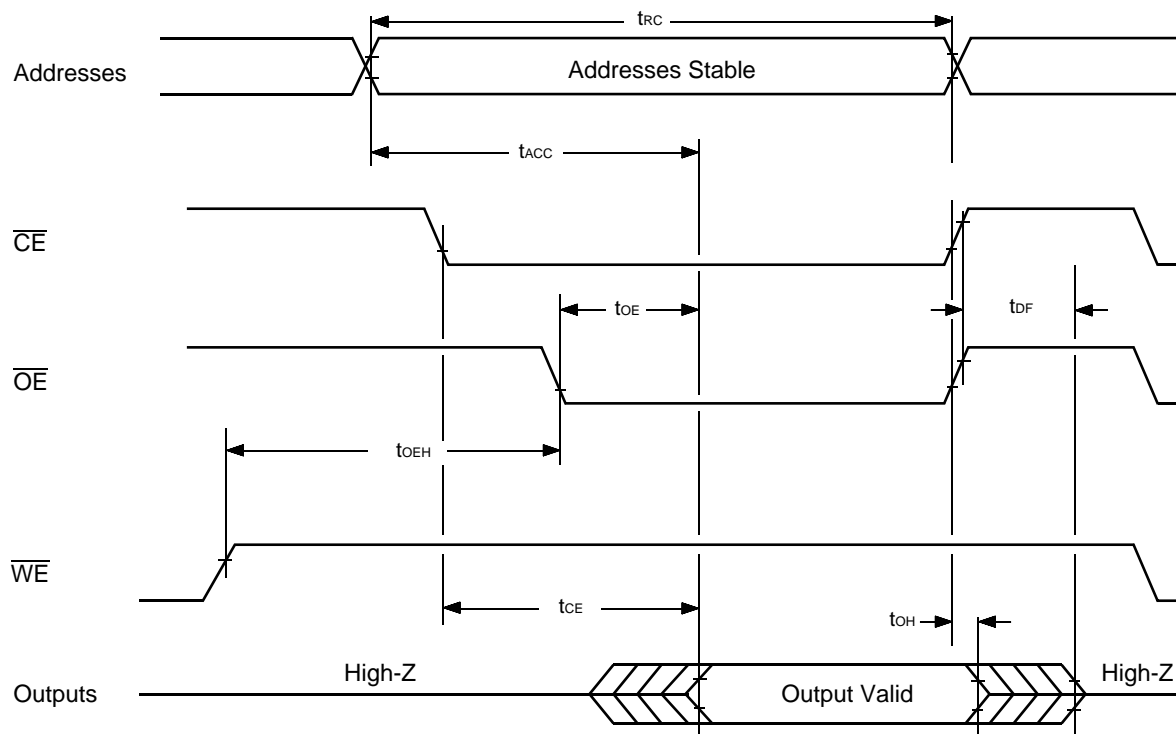 tRC
Addresses
Addresses Stable
tACC
CE
tOE
tDF
OE
tOEH
WE
tCE
tOH
High-Z
High-Z
Outputs
Output Valid